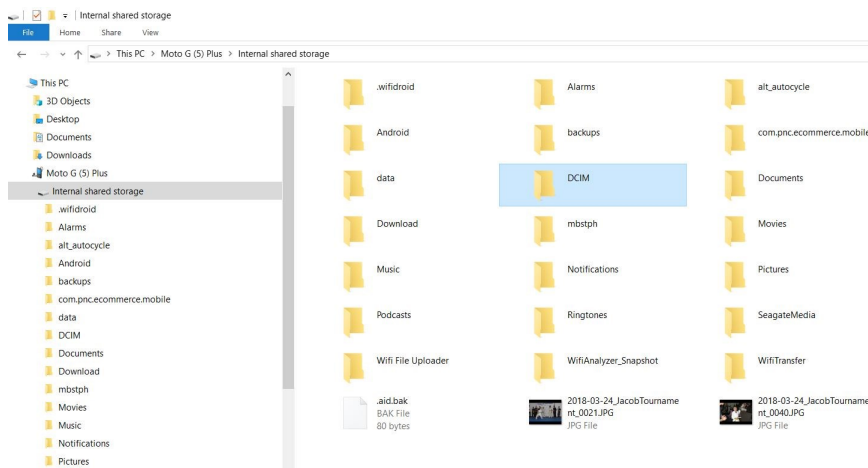 Internal shared storage
File Home Share View
This PC > Moto G (5) Plus > Internal shared storage
This PC
3D Objects
Desktop
Documents
Downloads
Moto G (5) Plus
Internal shared storage
.wifidroid
Alarms
alt_autocycle
Android
backups
com.pnc.ecommerce.mobile
data
DCIM
Documents
Download
mbstph
Movies
Music
Notifications
Pictures
.wifidroid Alarms alt_autocycle
Android backups com.pnc.ecommerce.mobile
data DCIM Documents
Download mbstph Movies
Music Notifications Pictures
Podcasts Ringtones SeagateMedia
Wifi File Uploader WifiAnalyzer_Snapshot WifiTransfer
.aid.bak 2018-03-24_JacobTourname 2018-03-24_JacobTourname
BAK File nt_0021.JPG nt_0040.JPG
80 bytes JPG File JPG File